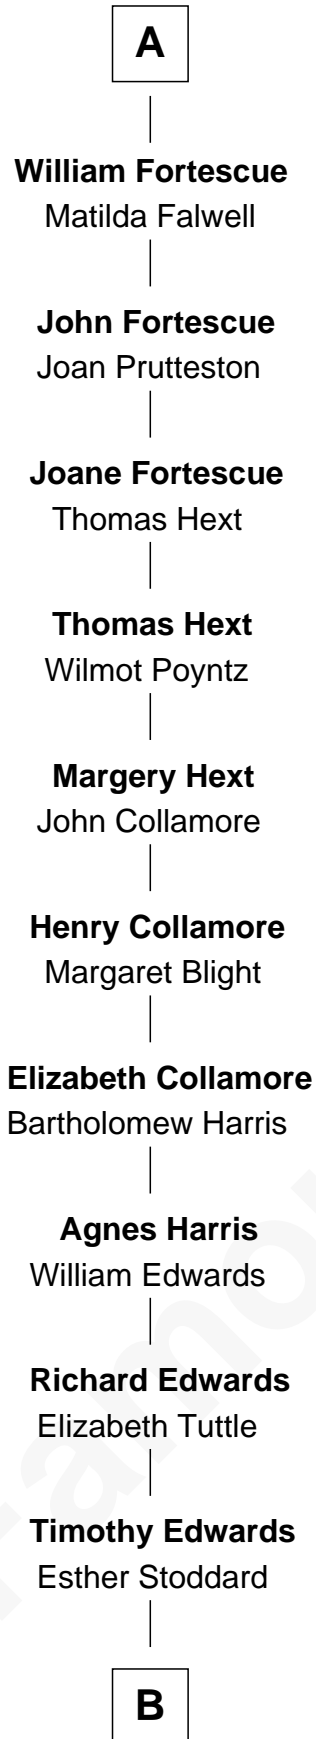 A
William Fortescue
Matilda Falwell
John Fortescue
Joan Prutteston
Joane Fortescue
Thomas Hext
Thomas Hext
Wilmot Poyntz
Margery Hext
John Collamore
Henry Collamore
Margaret Blight
Elizabeth Collamore
Bartholomew Harris
Agnes Harris
William Edwards
Richard Edwards
Elizabeth Tuttle
Timothy Edwards
Esther Stoddard
B